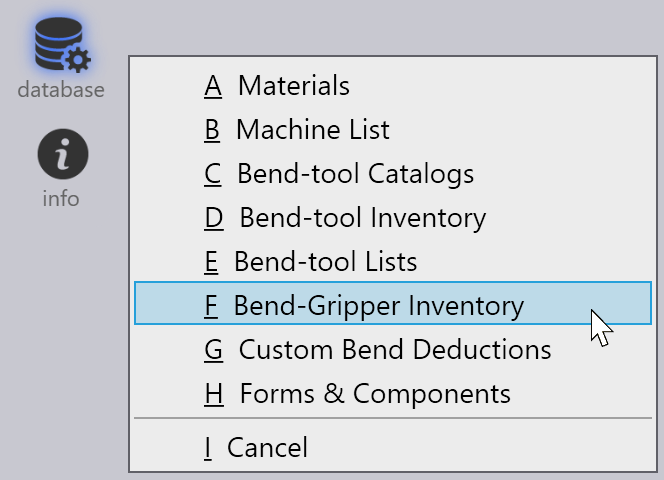 database
info
A Materials
B Machine List
C Bend-tool Catalogs
D Bend-tool Inventory
E Bend-tool Lists
F Bend-Gripper Inventory
G Custom Bend Deductions
H Forms & Components
I Cancel